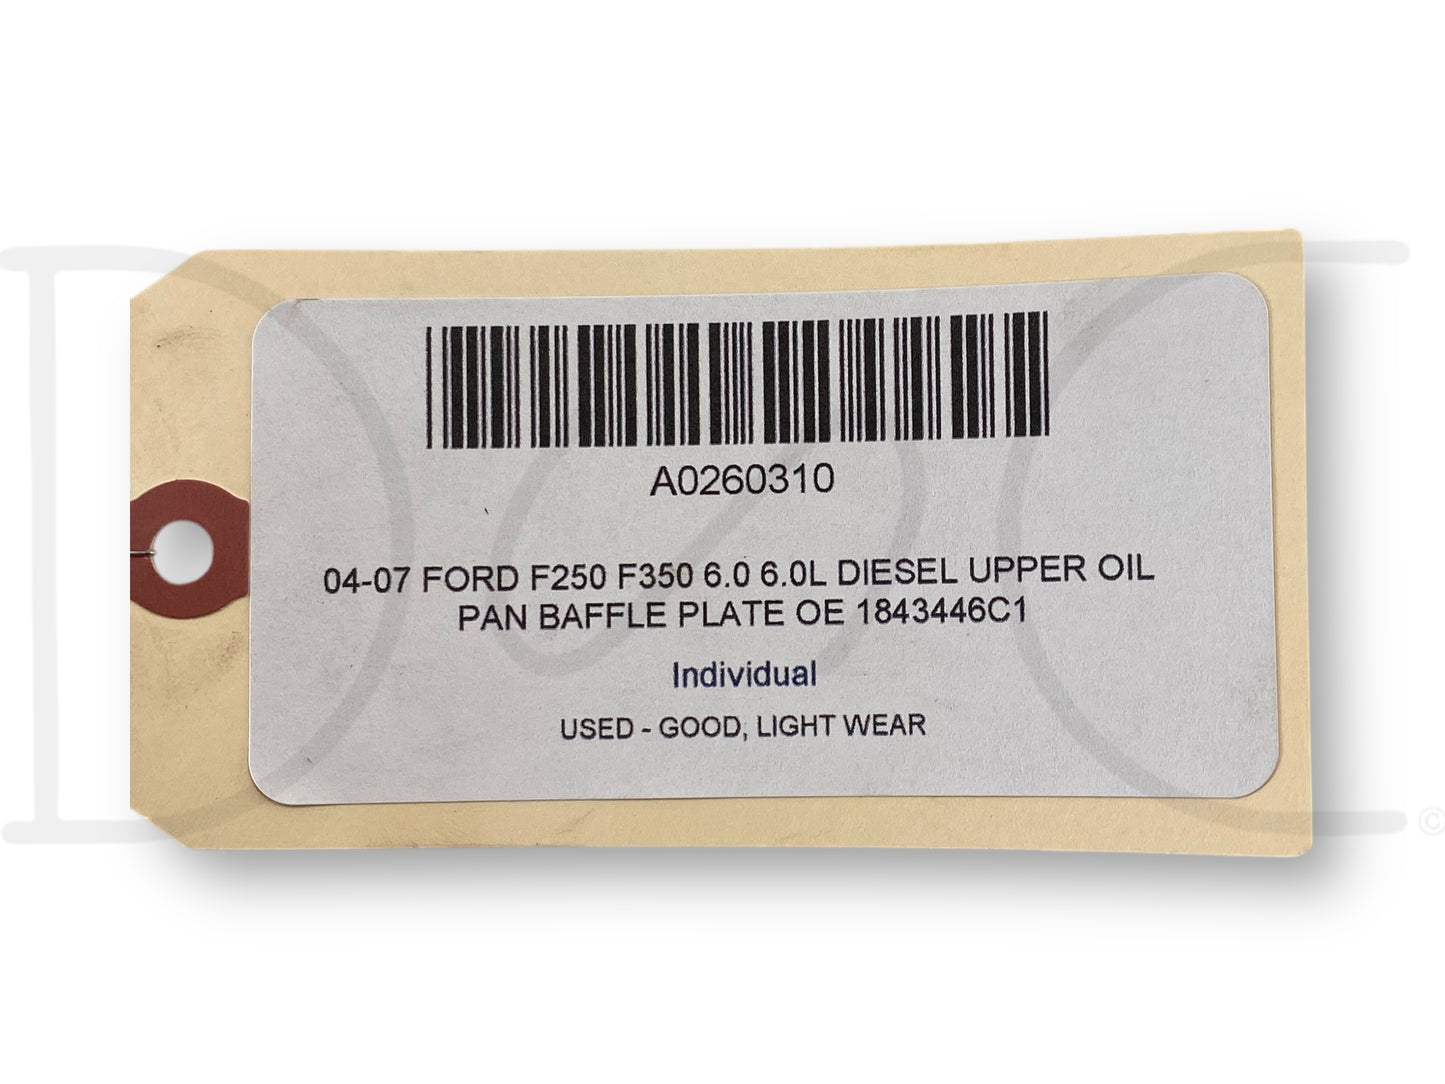 A0260310
04-07 FORD F250 F350 6.0 6.0L DIESEL UPPER OIL
PAN BAFFLE PLATE OE 1843446C1
Individual
USED - GOOD, LIGHT WEAR
©